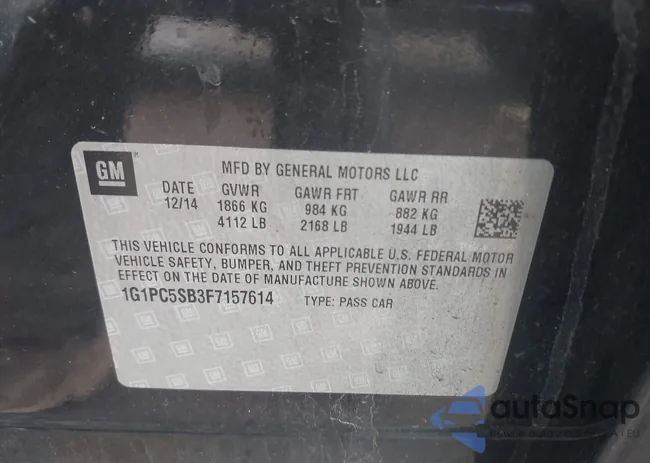 GM
MFD BY GENERAL MOTORS LLC
DATE GVWR GAWR FRT GAWR RR
12/14 1866 KG 984 KG 882 KG
4112 LB 2168 LB 1944 LB
THIS VEHICLE CONFORMS TO ALL APPLICABLE U.S. FEDERAL MOTOR
VEHICLE SAFETY, BUMPER, AND THEFT PREVENTION STANDARDS IN
EFFECT ON THE DATE OF MANUFACTURE SHOWN ABOVE.
1G1PC5SB3F7157614 TYPE: PASS CAR
autoSnap